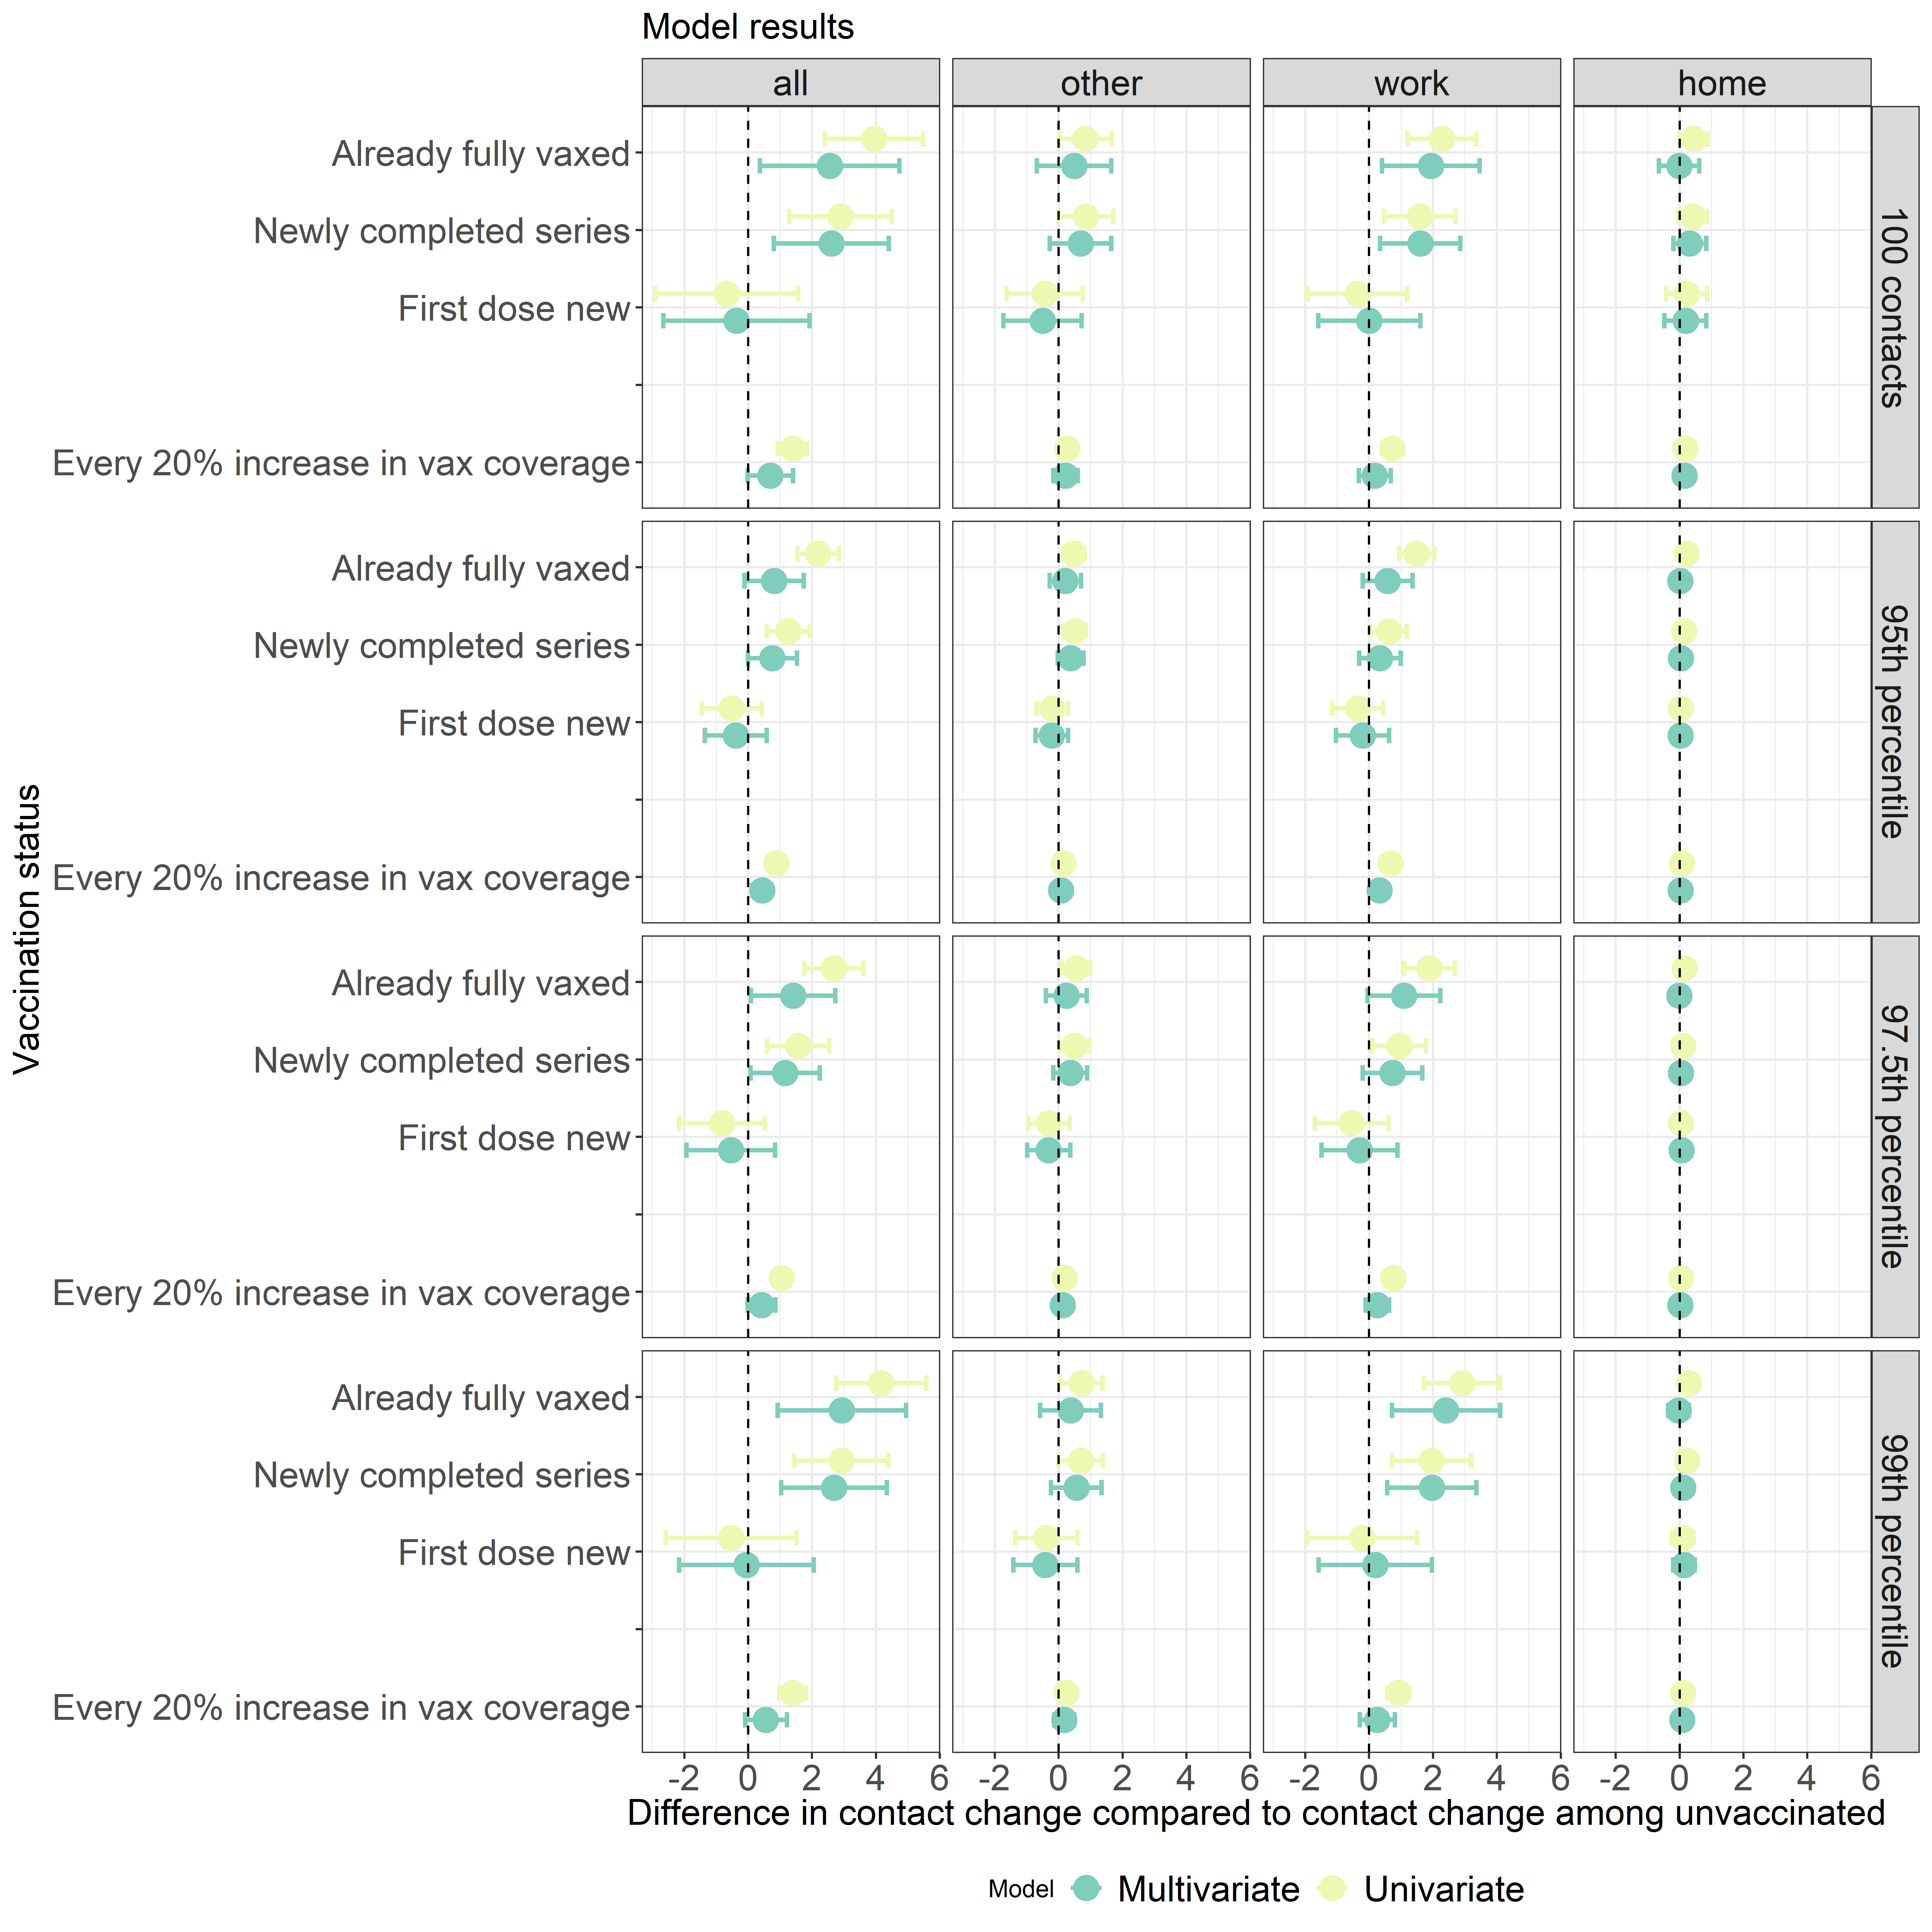 Model results
all other work home
Already fully vaxed
Newly completed series
First dose new
Every 20% increase in vax coverage
100 contacts
Already fully vaxed
Newly completed series
First dose new
Every 20% increase in vax coverage
95th percentile
Already fully vaxed
Newly completed series
First dose new
Every 20% increase in vax coverage
97.5th percentile
Already fully vaxed
Newly completed series
First dose new
Every 20% increase in vax coverage
99th percentile
Vaccination status
-2 0 2 4 6 -2 0 2 4 6 -2 0 2 4 6 -2 0 2 4 6
Difference in contact change compared to contact change among unvaccinated
Model Multivariate Univariate